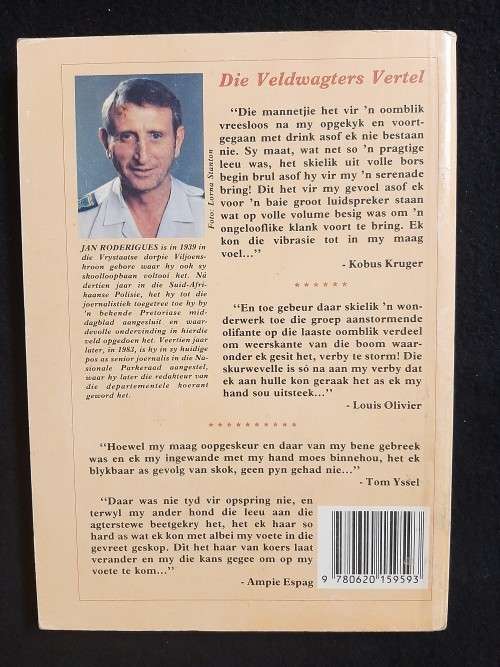 Die Veldwagters Vertel
"Die mannetjie het vir 'n oomblik
vreesloos na my opgekyk en voort-
gegaan met drink asof ek nie bestaan
nie. Sy maat, wat net so 'n pragtige
leeu was, het skielik uit volle bors
begin brul asof hy vir my 'n serenade
bring! Dit het vir my gevoel asof ek
voor 'n baie groot luidspreker staan
wat op volle volume besig was om 'n
ongelooflike klank voort te bring. Ek
kon die vibrasie tot in my maag
voel..."
- Kobus Kruger
* * * * * *
"En toe gebeur daar skielik 'n won-
derwerk toe die groep aanstormende
olifante op die laaste oomblik verdeel
om weerskante van die boom waar-
onder ek gesit het, verby te storm! Die
skurwevelle is só na aan my verby dat
ek aan hulle kon geraak het as ek my
hand sou uitsteek..."
- Louis Olivier
Foto: Lorna Stanton
JAN RODERIGUES is in 1939 in
die Vrystaatse dorpie Viljoens-
kroon gebore waar hy ook sy
skoolloopbaan voltooi het. Ná
dertien jaar in die Suid-Afri-
kaanse Polisie, het hy tot die
joernalistiek toegetree toe hy by
'n bekende Pretoriase mid-
dagblad aangesluit en waar-
devolle ondervinding in hierdie
veld opgedoen het. Veertien jaar
later, in 1983, is hy in sy huidige
pos as senior joernalis in die Na-
sionale Parkeraad aangestel,
waar hy later die redakteur van
die departementele koerant
geword het.
* * * * * * * * * *
"Hoewel my maag oopgeskeur en daar van my bene gebreek
was en ek my ingewande met my hand moes binnehou, het ek
blykbaar as gevolg van skok, geen pyn gehad nie..."
- Tom Yssel
"Daar was nie tyd vir opspring nie, en
terwyl my ander hond die leeu aan die
agterstewe beetgekry het, het ek haar so
hard as wat ek kon met albei my voete in die
gevreet geskop. Dit het haar van koers laat
verander en my die kans gegee om op my
voete te kom..."
- Ampie Espag
9 780620 159593